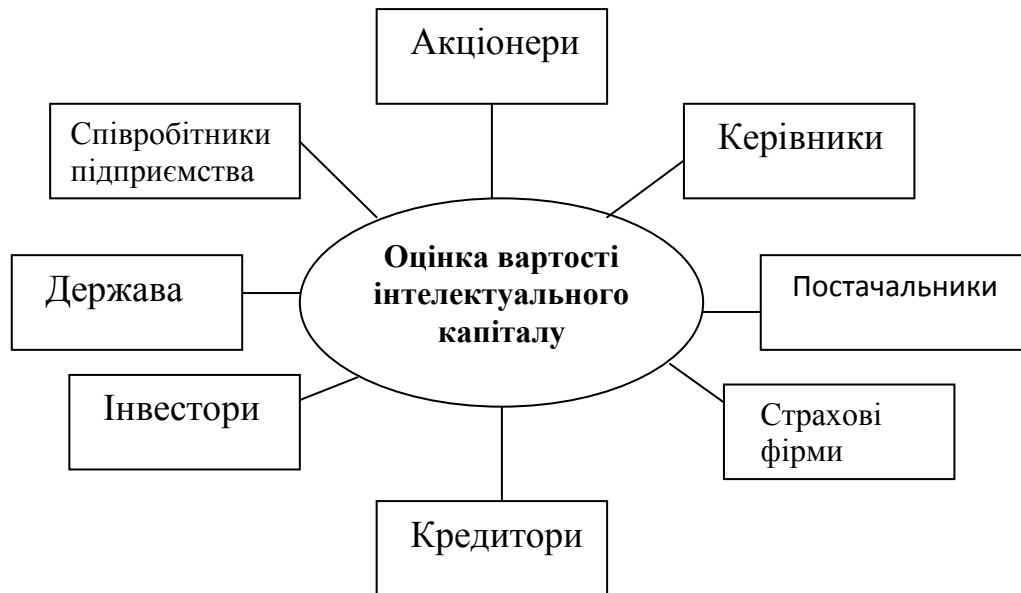 Акціонери
Співробітники
підприємства
Керівники
Оцінка вартості
інтелектуального
капіталу
Держава
Постачальники
Інвестори
Страхові
фірми
Кредитори